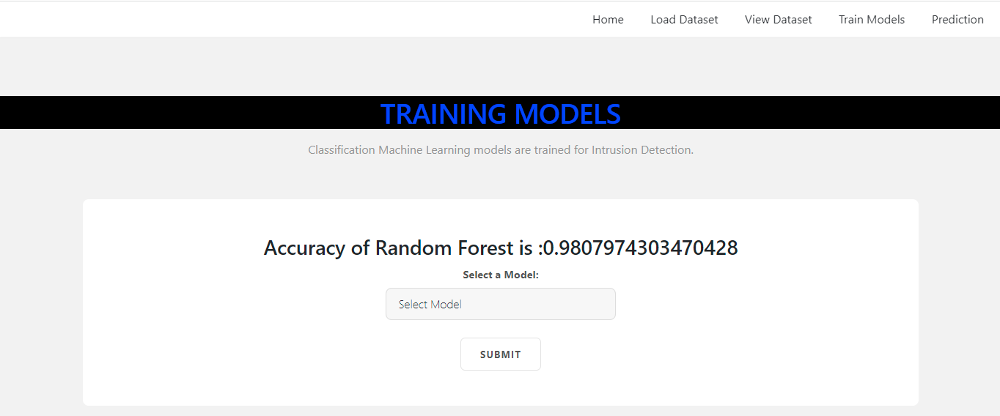 Home Load Dataset View Dataset Train Models Prediction
TRAINING MODELS
Classification Machine Learning models are trained for Intrusion Detection.
Accuracy of Random Forest is :0.9807974303470428
Select a Model:
Select Model
SUBMIT